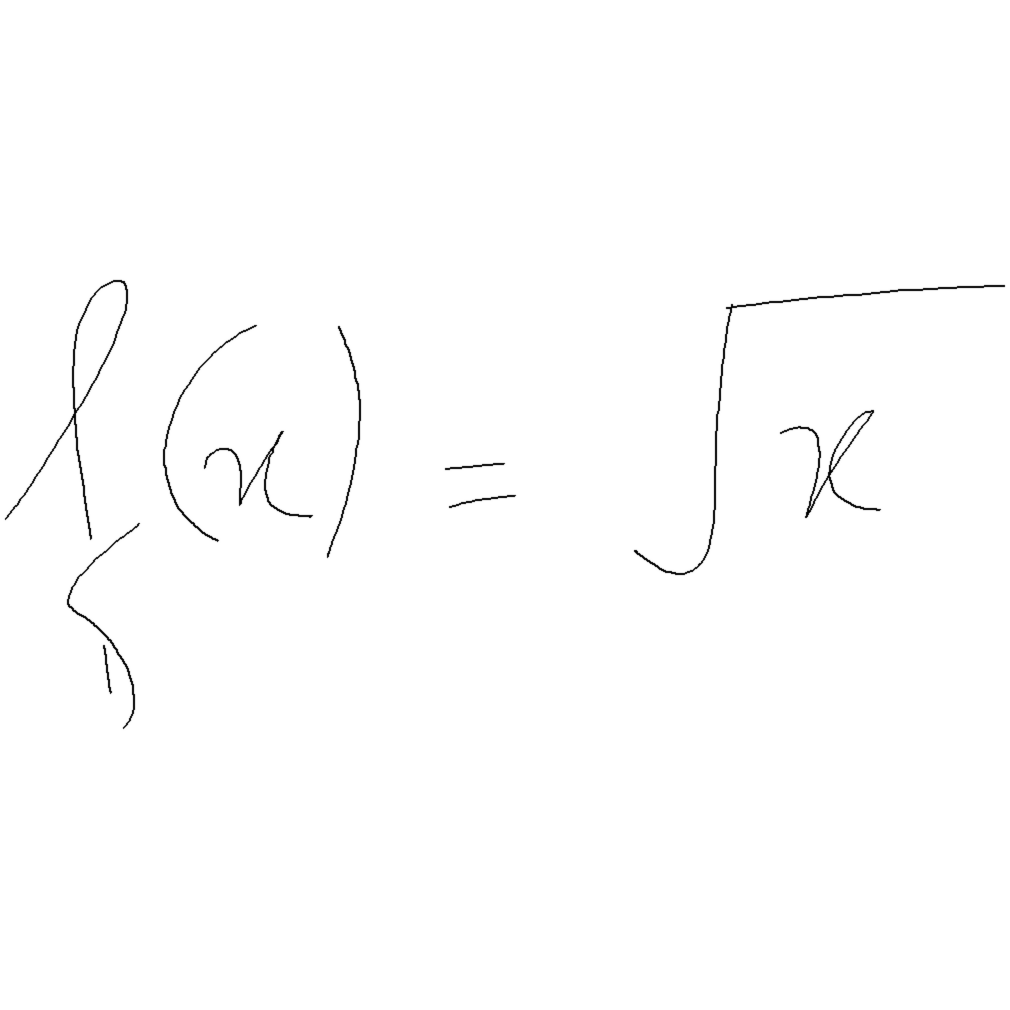 f(x) = √x